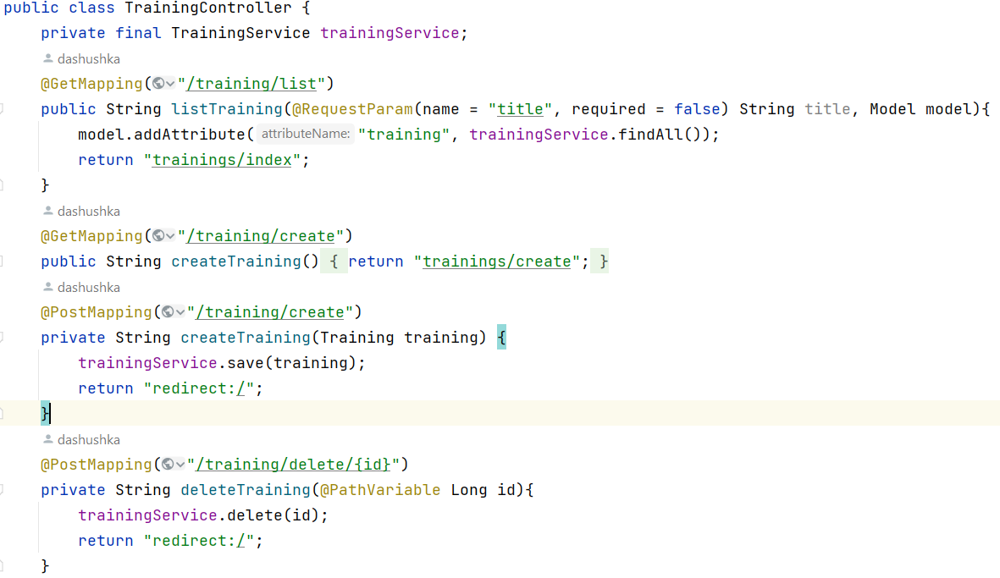 public class TrainingController {
private final TrainingService trainingService;
dashushka
@GetMapping("/training/list")
public String listTraining(@RequestParam(name = "title", required = false) String title, Model model){
model.addAttribute( attributeName: "training", trainingService.findAll());
return "trainings/index";
}
dashushka
@GetMapping("/training/create")
public String createTraining() { return "trainings/create"; }
dashushka
@PostMapping("/training/create")
private String createTraining(Training training) {
trainingService.save(training);
return "redirect:/";
}
dashushka
@PostMapping("/training/delete/{id}")
private String deleteTraining(@PathVariable Long id){
trainingService.delete(id);
return "redirect:/";
}